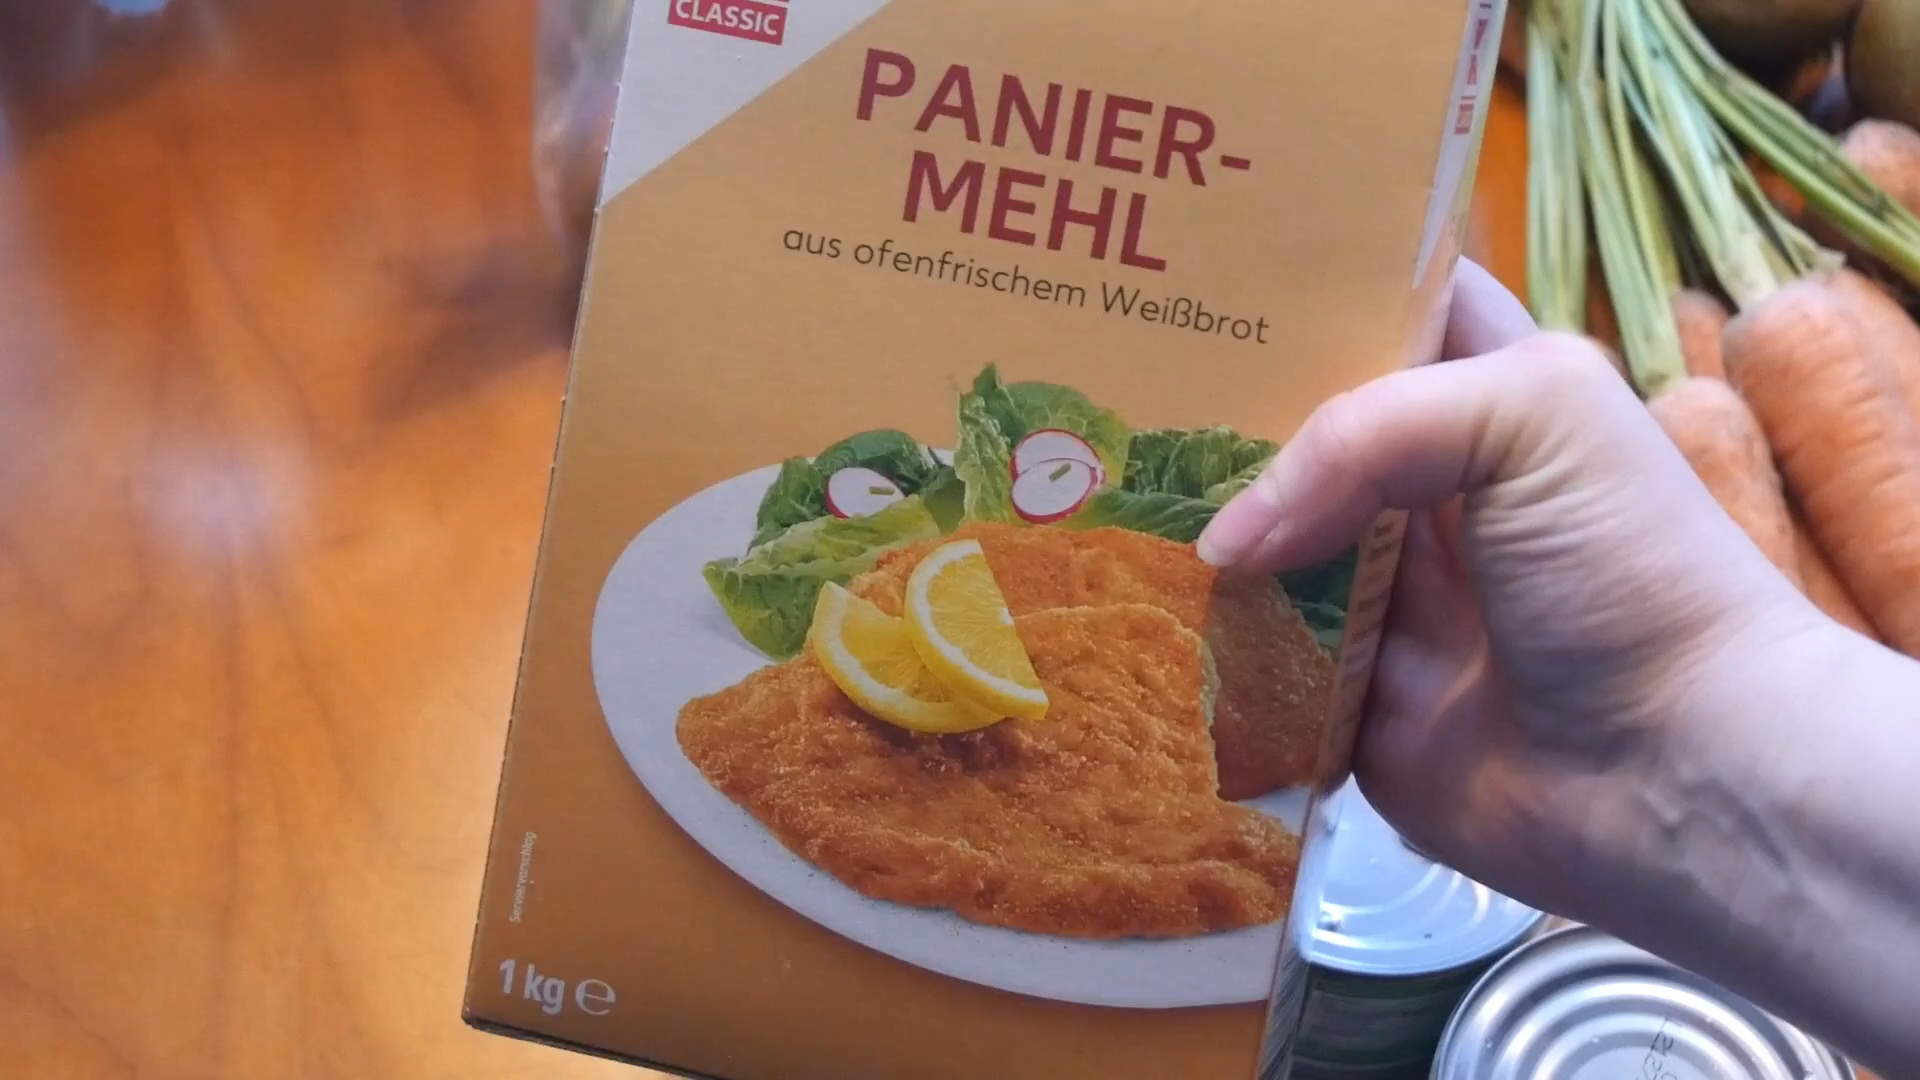 CLASSIC
PANIER-
MEHL
aus ofenfrischem Weißbrot
Serviervorschlag
1 kg ℮